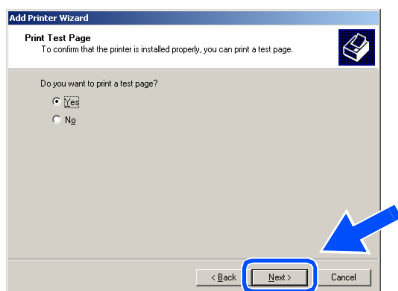 Add Printer Wizard
Print Test Page
To confirm that the printer is installed properly, you can print a test page.
Do you want to print a test page?
Yes
No
< Back Next > Cancel